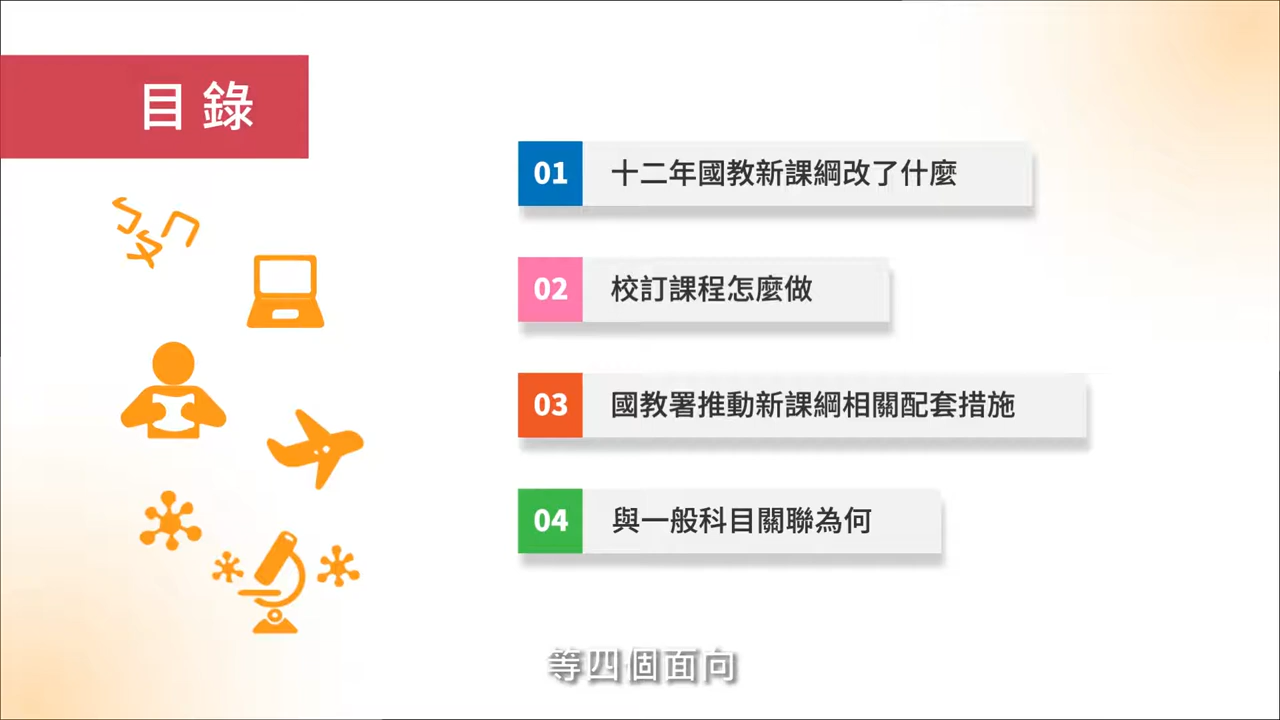 目錄
01 十二年國教新課綱改了什麼
02 校訂課程怎麼做
03 國教署推動新課綱相關配套措施
04 與一般科目關聯為何
ㄅㄆㄇ
等四個面向